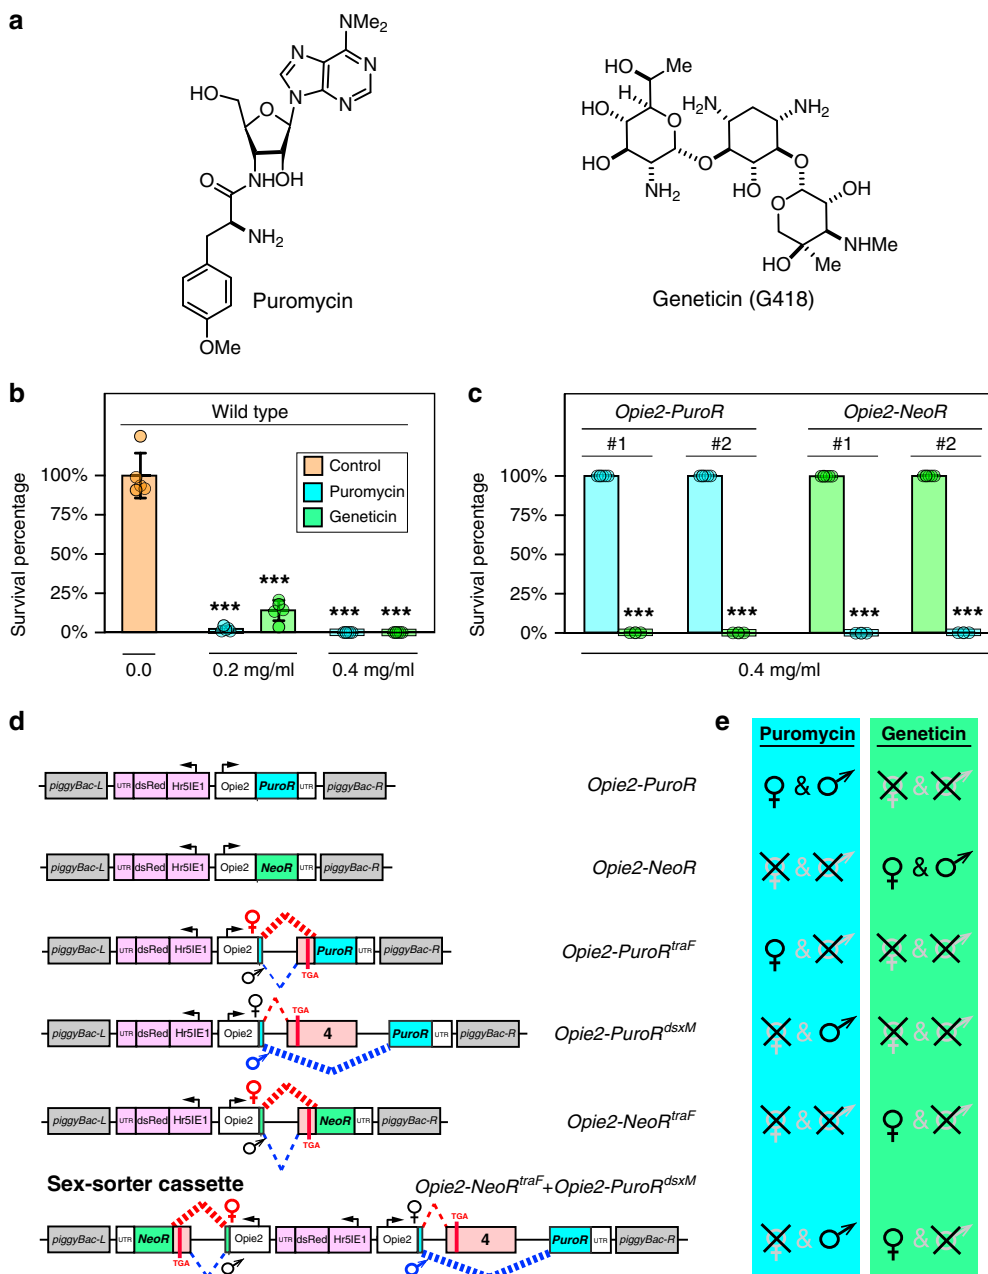 a
NMe2
N
N
N
N
HO
O
NH
OH
O
NH2
OMe
Puromycin
HO
Me
H
HO
O
HO
NH2
H2N
NH2
O
HO
O
O
OH
NHMe
HO
Me
Geneticin (G418)
b
Wild type
Survival percentage
100%
75%
50%
25%
0%
Control
Puromycin
Geneticin
***
***
***
***
0.0
0.2 mg/ml
0.4 mg/ml
c
Opie2-PuroR
Opie2-NeoR
#1
#2
#1
#2
Survival percentage
100%
75%
50%
25%
0%
***
***
***
***
0.4 mg/ml
d
piggyBac-L UTR dsRed Hr5IE1 Opie2 PuroR UTR piggyBac-R
Opie2-PuroR
piggyBac-L UTR dsRed Hr5IE1 Opie2 NeoR UTR piggyBac-R
Opie2-NeoR
♀
piggyBac-L UTR dsRed Hr5IE1 Opie2 PuroR UTR piggyBac-R
♂ TGA
Opie2-PuroRtraF
♀ TGA
piggyBac-L UTR dsRed Hr5IE1 Opie2 4 PuroR UTR piggyBac-R
♂
Opie2-PuroRdsxM
♀
piggyBac-L UTR dsRed Hr5IE1 Opie2 NeoR UTR piggyBac-R
♂ TGA
Opie2-NeoRtraF
Sex-sorter cassette
Opie2-NeoRtraF+Opie2-PuroRdsxM
♀ ♀ TGA
piggyBac-L UTR NeoR Opie2 UTR dsRed Hr5IE1 Opie2 4 PuroR UTR piggyBac-R
TGA ♂ ♂
e
Puromycin
Geneticin
♀ & ♂
♀ & ♂
♀ & ♂
♀ & ♂
♀ & ♂
♀ & ♂
♀ & ♂
♀ & ♂
♀ & ♂
♀ & ♂
♀ & ♂
♀ & ♂